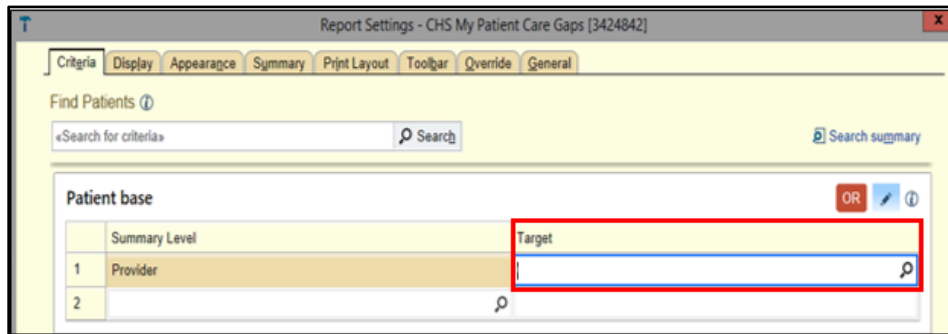 Report Settings - CHS My Patient Care Gaps [3424842]
x
Criteria Display Appearance Summary Print Layout Toolbar Override General
Find Patients
«Search for criteria» Search Search summary
Patient base OR
Summary Level Target
1 Provider
2